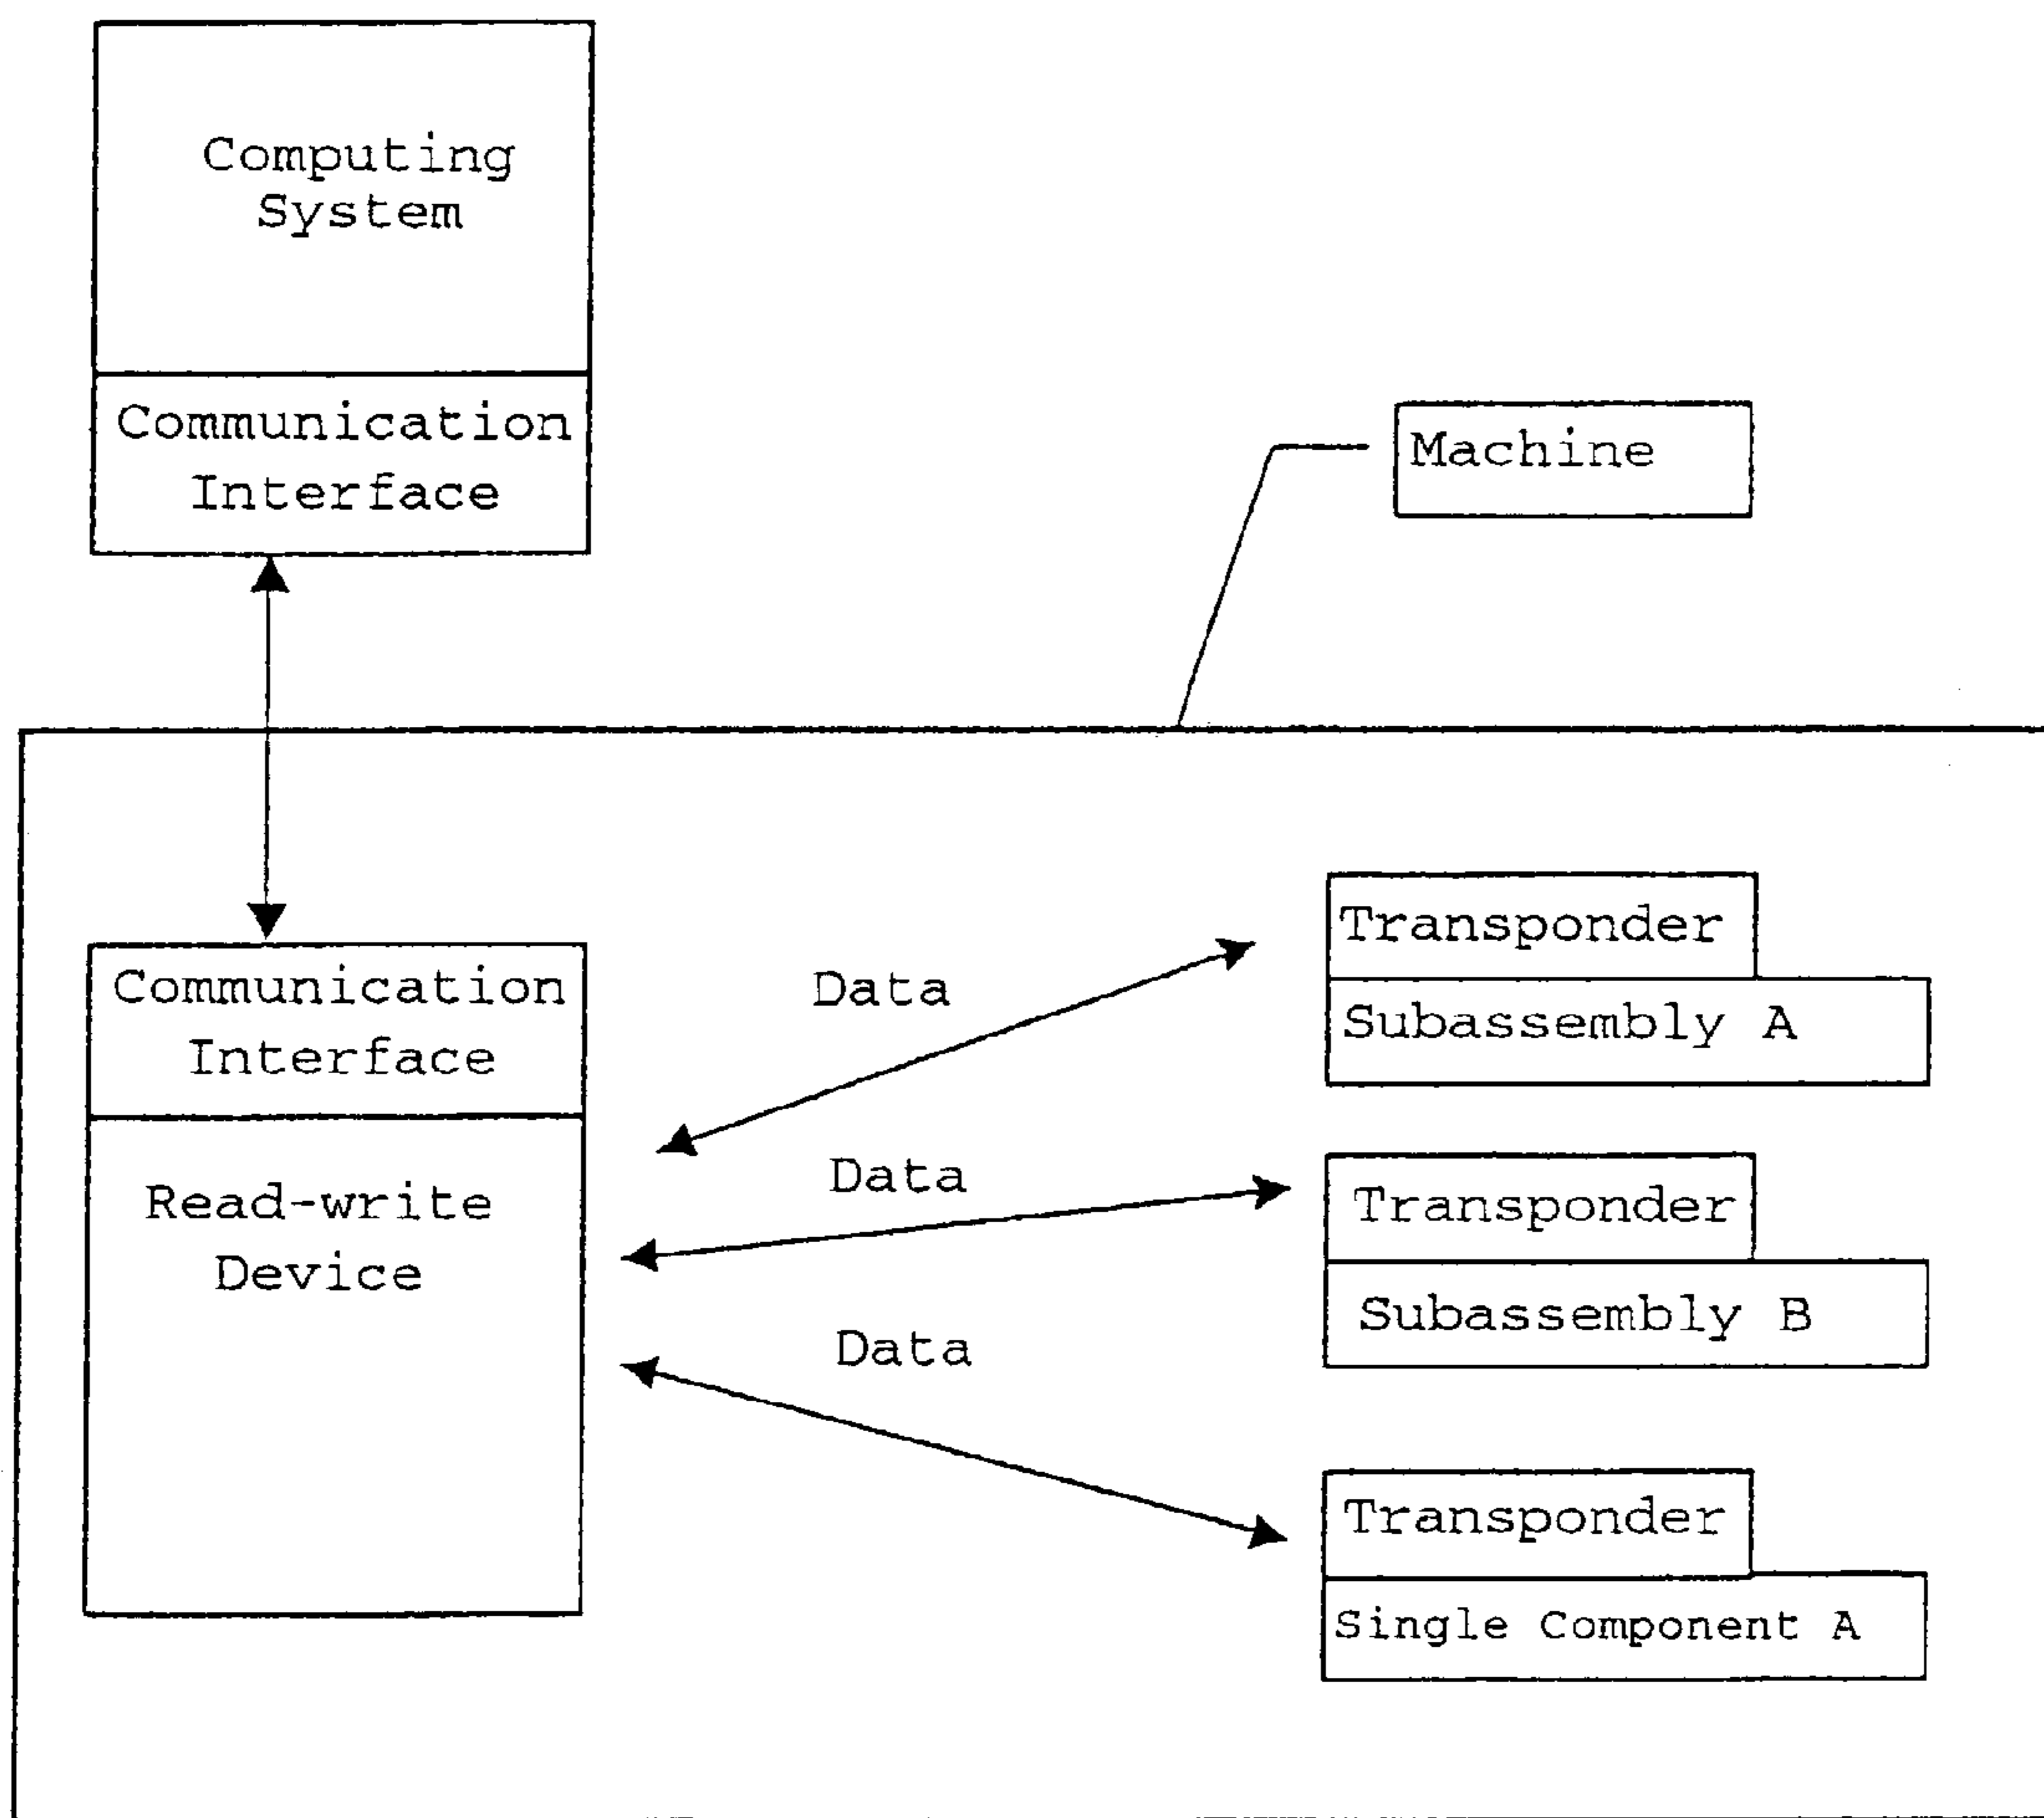 Computing
System
Communication
Interface
Machine
Communication
Interface
Read-write
Device
Data
Data
Data
Transponder
Subassembly A
Transponder
Subassembly B
Transponder
Single Component A